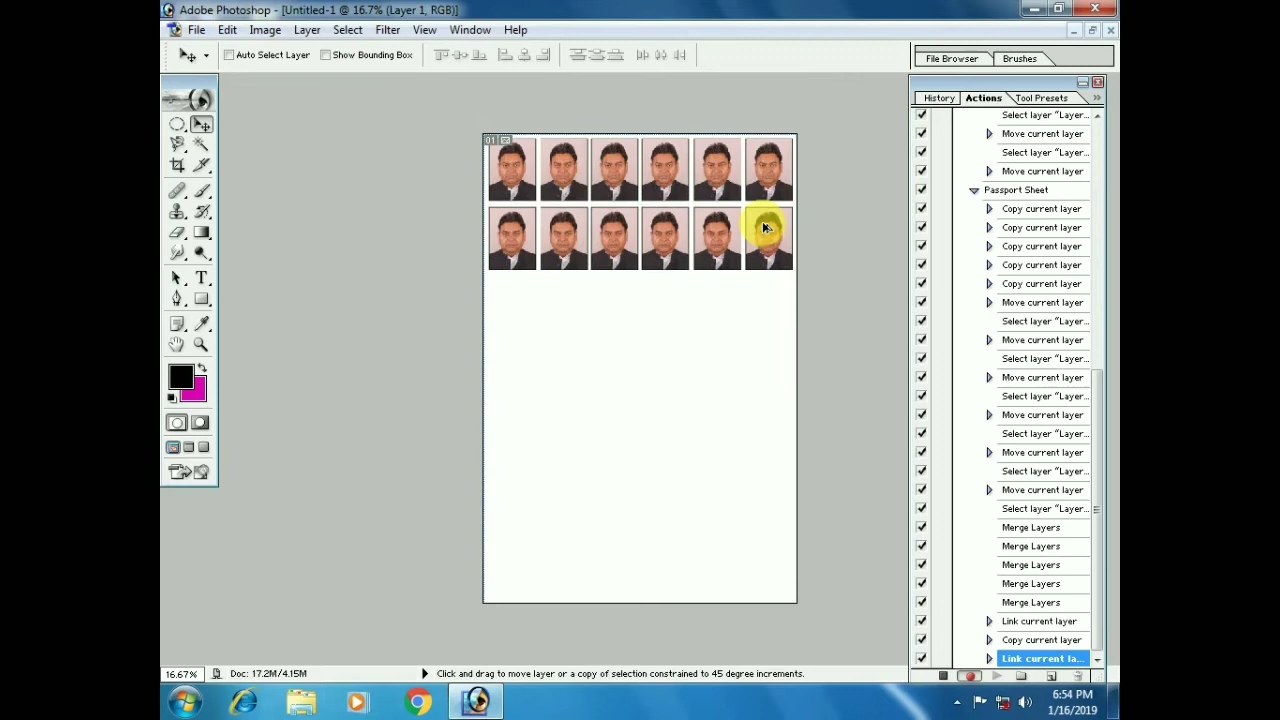 Adobe Photoshop - [Untitled-1 @ 16.7% (Layer 1, RGB)]
File Edit Image Layer Select Filter View Window Help
Auto Select Layer Show Bounding Box File Browser Brushes
History Actions Tool Presets
01
Select layer "Layer...
Move current layer
Select layer "Layer...
Move current layer
Passport Sheet
Copy current layer
Copy current layer
Copy current layer
Copy current layer
Copy current layer
Move current layer
Select layer "Layer...
Move current layer
Select layer "Layer...
Move current layer
Select layer "Layer...
Move current layer
Select layer "Layer...
Move current layer
Select layer "Layer...
Move current layer
Select layer "Layer...
Merge Layers
Merge Layers
Merge Layers
Merge Layers
Merge Layers
Link current layer
Copy current layer
Link current la...
16.67% Doc: 17.2M/4.15M Click and drag to move layer or a copy of selection constrained to 45 degree increments.
6:54 PM
1/16/2019